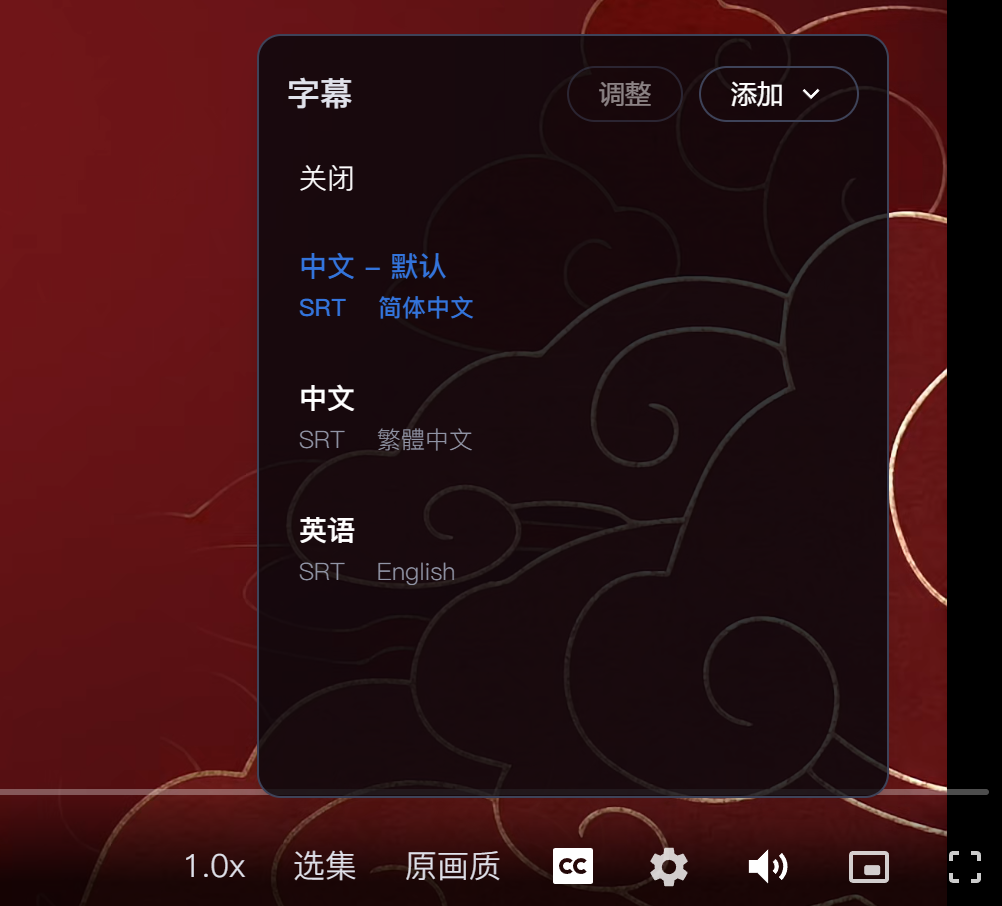 字幕 调整 添加
关闭
中文 – 默认
SRT 简体中文
中文
SRT 繁體中文
英语
SRT English
1.0x 选集 原画质 CC